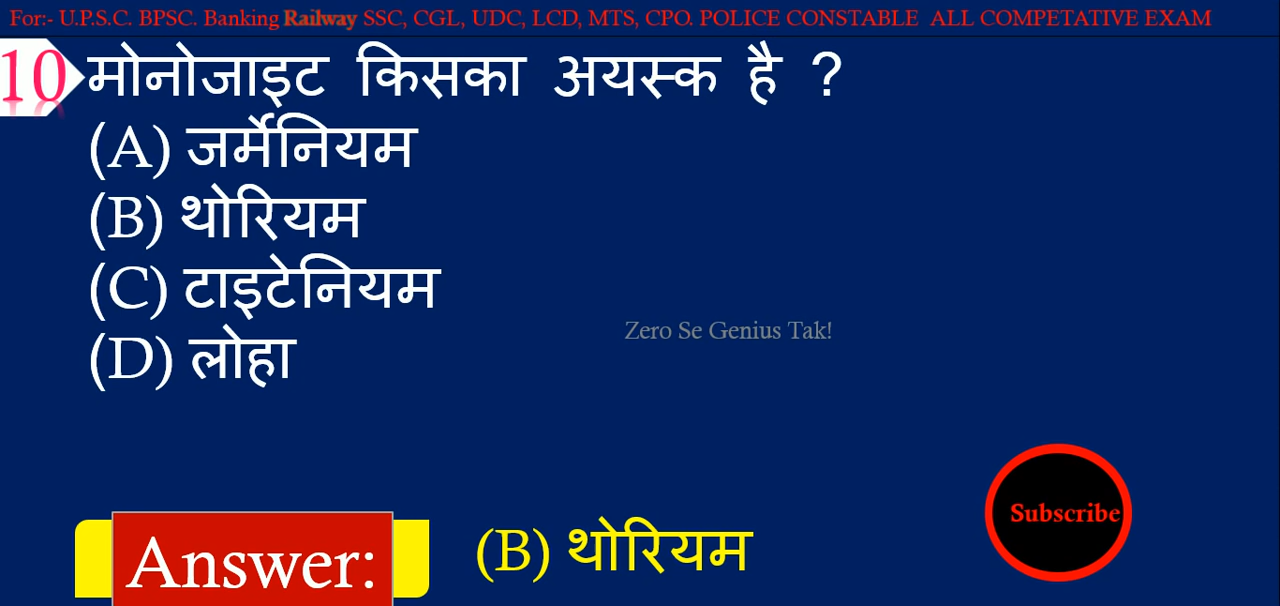 For:- U.P.S.C. BPSC. Banking Railway SSC, CGL, UDC, LCD, MTS, CPO. POLICE CONSTABLE ALL COMPETATIVE EXAM
10 मोनोजाइट किसका अयस्क है ?
(A) जर्मेनियम
(B) थोरियम
(C) टाइटेनियम
(D) लोहा
Zero Se Genius Tak!
Subscribe
Answer: (B) थोरियम